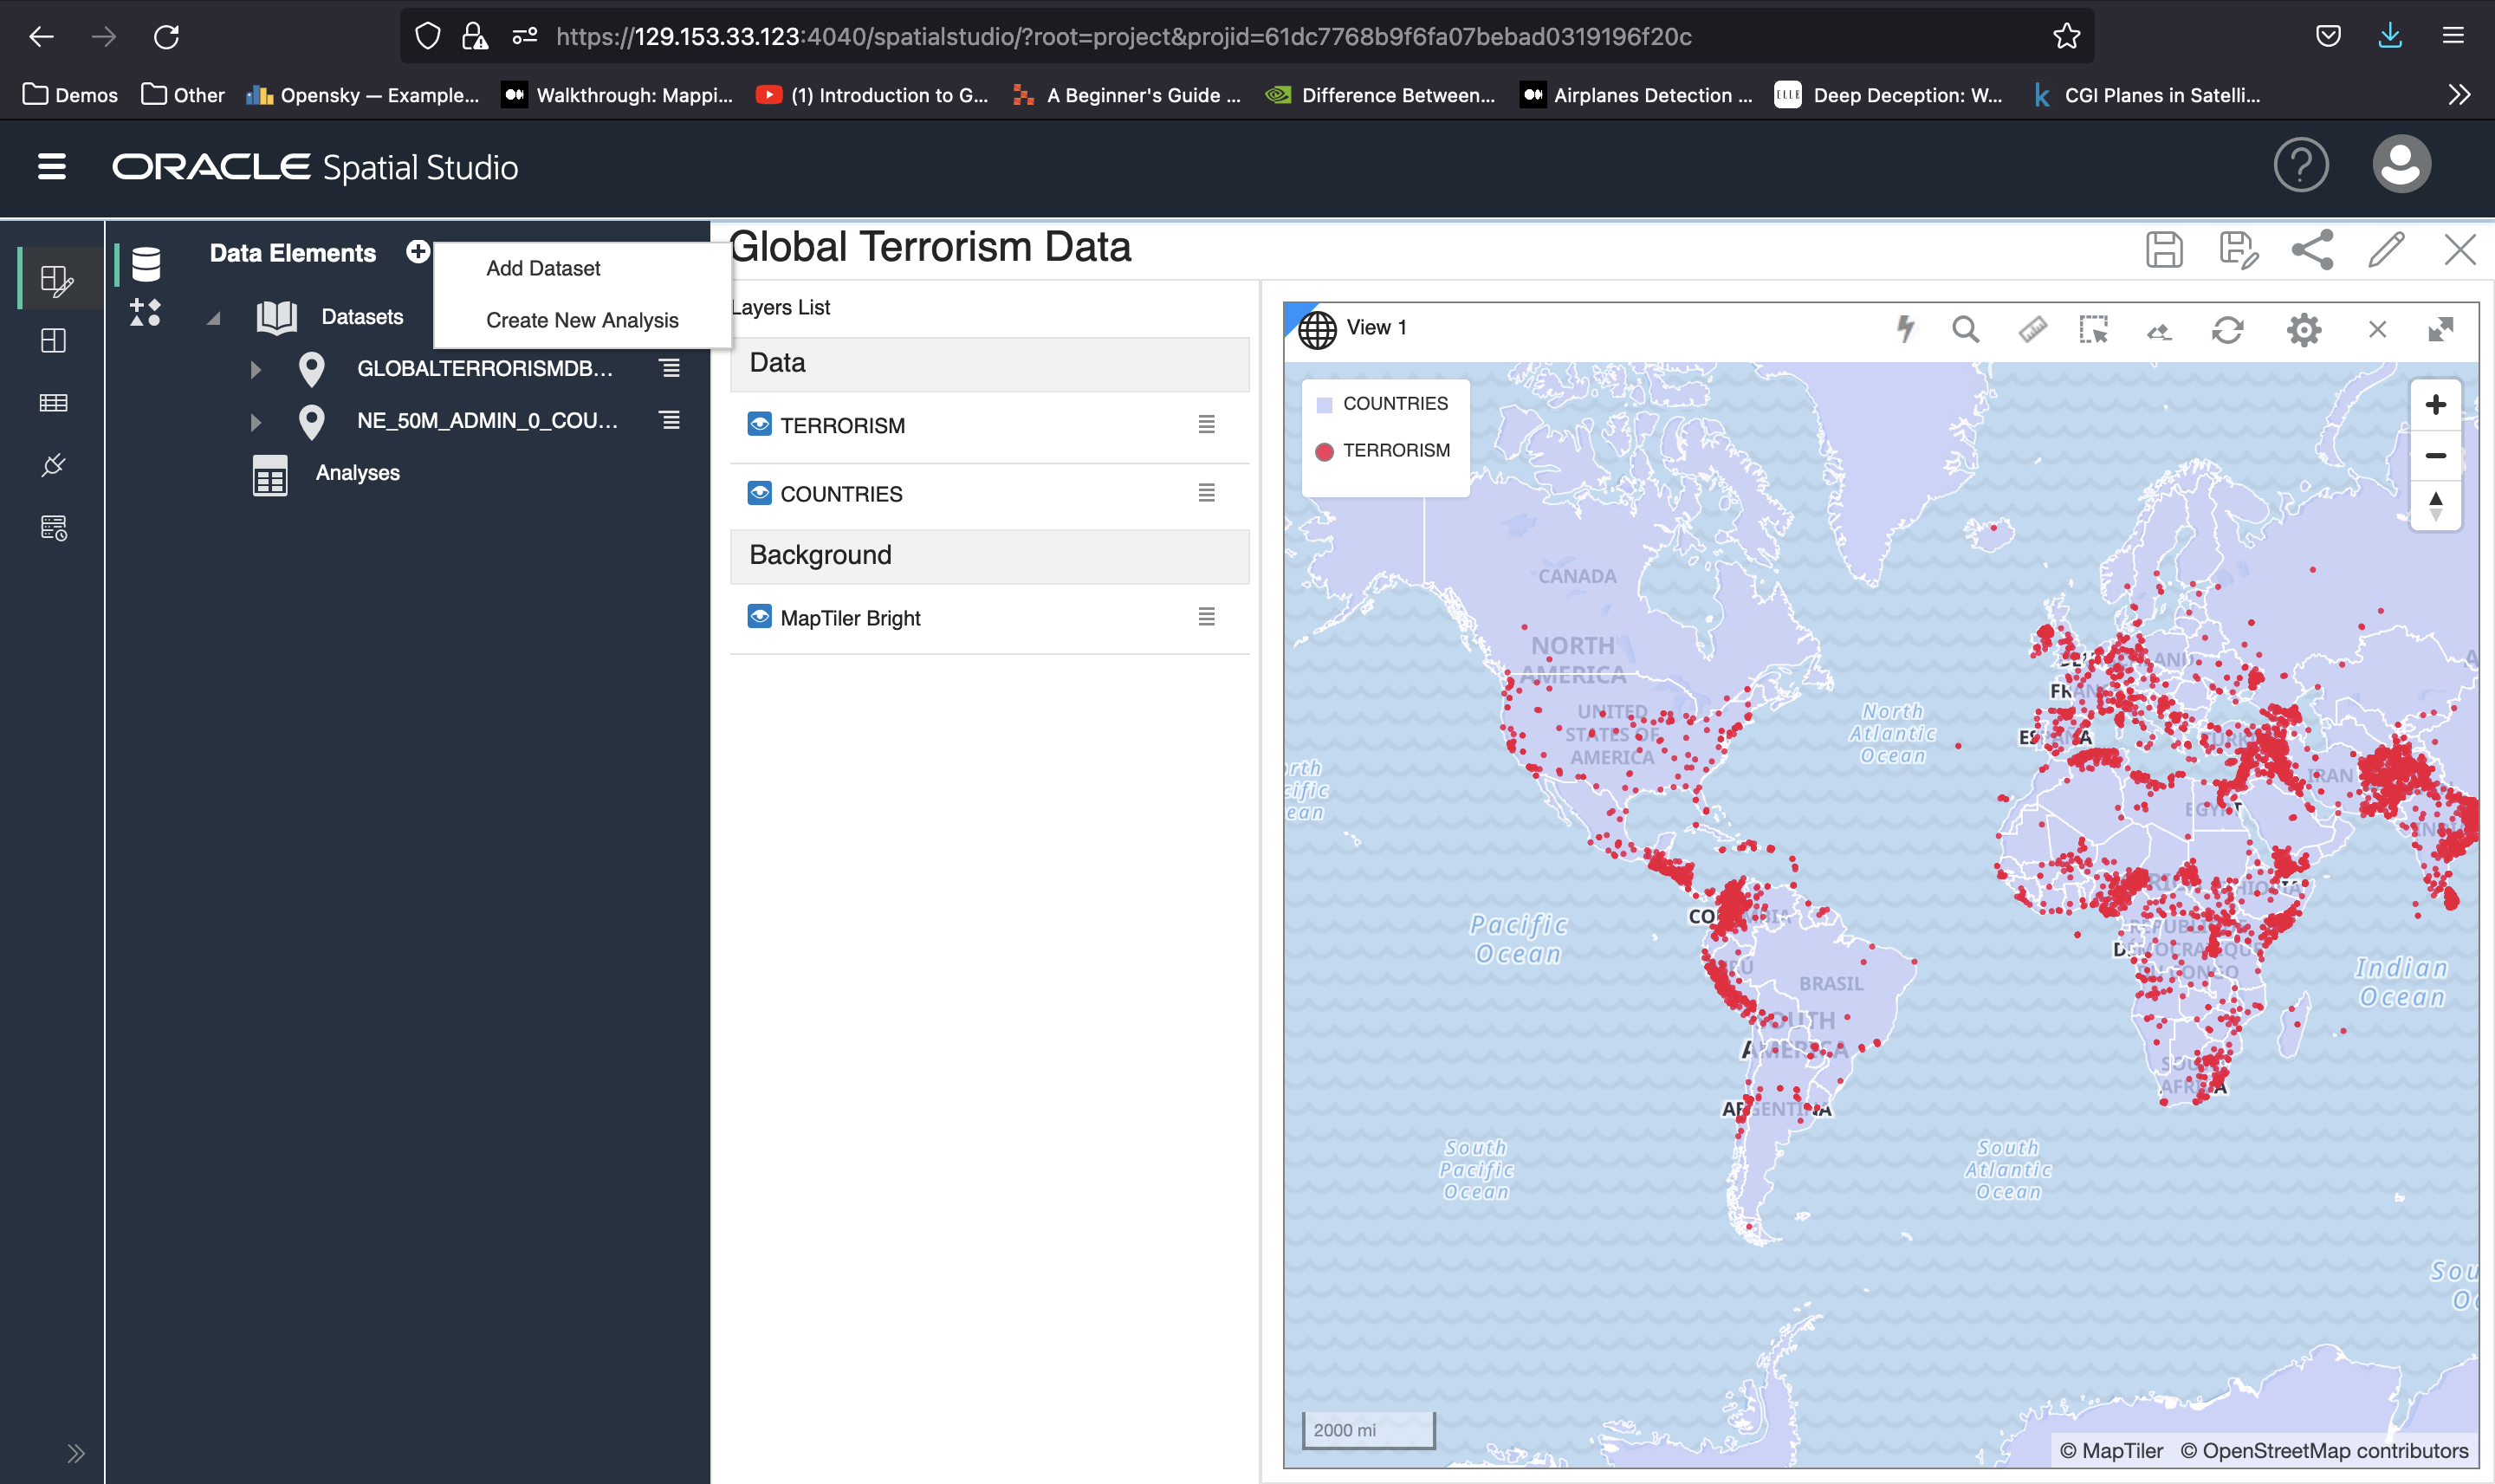 https://129.153.33.123:4040/spatialstudio/?root=project&projid=61dc7768b9f6fa07bebad0319196f20c
Demos
Other
Opensky — Example...
Walkthrough: Mappi...
(1) Introduction to G...
A Beginner's Guide ...
Difference Between...
Airplanes Detection ...
ELLE
Deep Deception: W...
k
CGI Planes in Satelli...
ORACLE Spatial Studio
Data Elements
Add Dataset
Create New Analysis
Datasets
GLOBALTERRORISMDB...
NE_50M_ADMIN_0_COU...
Analyses
Global Terrorism Data
Layers List
Data
TERRORISM
COUNTRIES
Background
MapTiler Bright
View 1
COUNTRIES
TERRORISM
CANADA
NORTH
AMERICA
UNITED
STATES OF
AMERICA
North
Atlantic
Ocean
FRAN
ESPAÑA
IRAN
EGYPT
Pacific
Ocean
BRASIL
SOUTH
AMERICA
ARGENTINA
Indian
Ocean
South
Pacific
Ocean
South
Atlantic
Ocean
2000 mi
© MapTiler © OpenStreetMap contributors